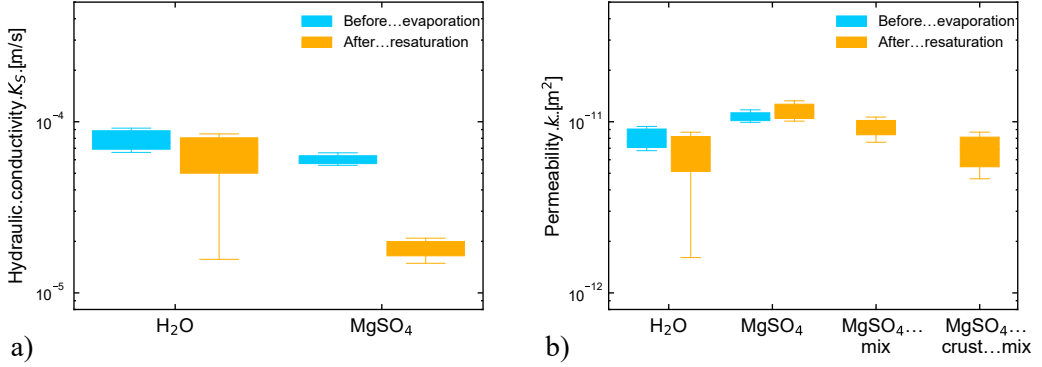 Before…evaporation
After…resaturation
Hydraulic.conductivity.K_S.[m/s]
10⁻⁴
10⁻⁵
H₂O
MgSO₄
a)
Before…evaporation
After…resaturation
Permeability.k.[m²]
10⁻¹¹
10⁻¹²
H₂O
MgSO₄
MgSO₄…
mix
MgSO₄…
crust…mix
b)